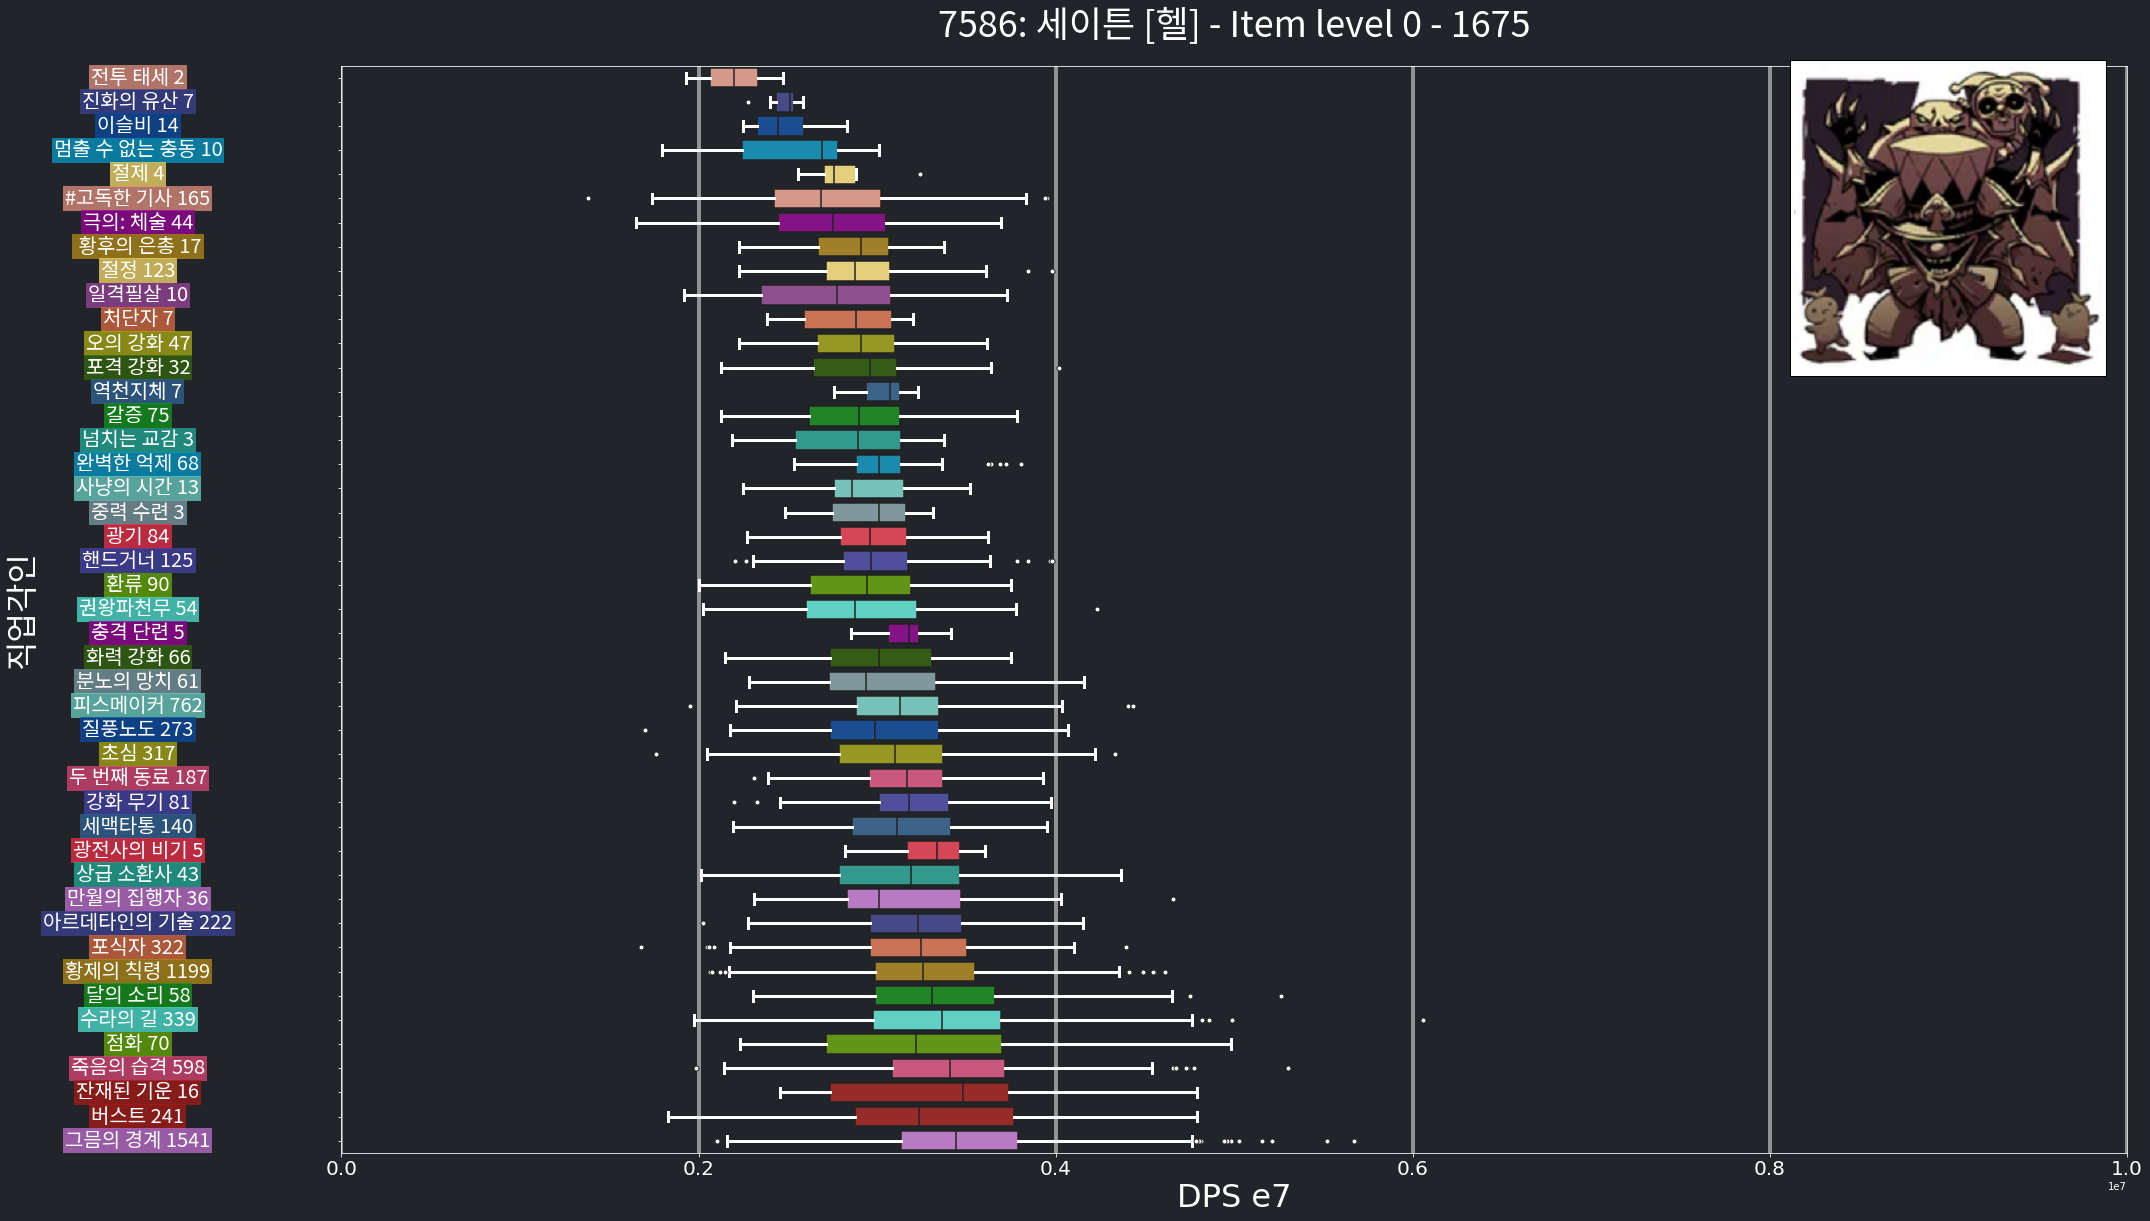 7586: 세이튼 [헬] - Item level 0 - 1675
전투 태세 2
진화의 유산 7
이슬비 14
멈출 수 없는 충동 10
절제 4
#고독한 기사 165
극의: 체술 44
황후의 은총 17
절정 123
일격필살 10
처단자 7
오의 강화 47
포격 강화 32
역천지체 7
갈증 75
넘치는 교감 3
완벽한 억제 68
사냥의 시간 13
중력 수련 3
광기 84
핸드거너 125
환류 90
권왕파천무 54
충격 단련 5
화력 강화 66
분노의 망치 61
피스메이커 762
질풍노도 273
초심 317
두 번째 동료 187
강화 무기 81
세맥타통 140
광전사의 비기 5
상급 소환사 43
만월의 집행자 36
아르데타인의 기술 222
포식자 322
황제의 칙령 1199
달의 소리 58
수라의 길 339
점화 70
죽음의 습격 598
잔재된 기운 16
버스트 241
그믐의 경계 1541
직업각인
0.0 0.2 0.4 0.6 0.8 1.0
1e7
DPS e7